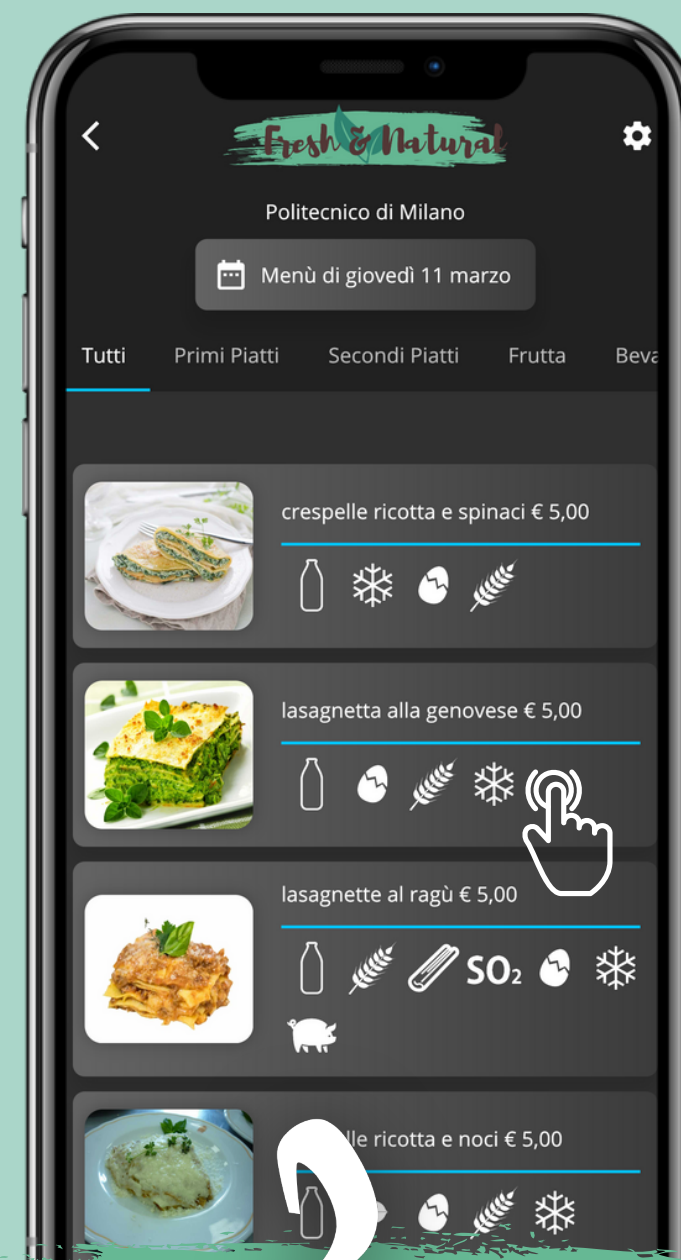 Fresh & Natural
Politecnico di Milano
Menù di giovedì 11 marzo
Tutti Primi Piatti Secondi Piatti Frutta
crespelle ricotta e spinaci € 5,00
lasagnetta alla genovese € 5,00
lasagnette al ragù € 5,00
SO₂
ricotta e noci € 5,00